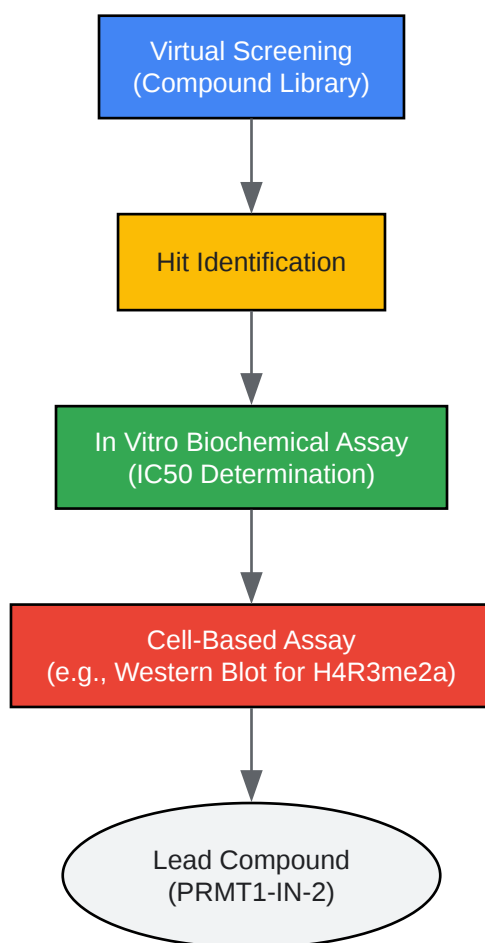 Virtual Screening
(Compound Library)
Hit Identification
In Vitro Biochemical Assay
(IC50 Determination)
Cell-Based Assay
(e.g., Western Blot for H4R3me2a)
Lead Compound
(PRMT1-IN-2)